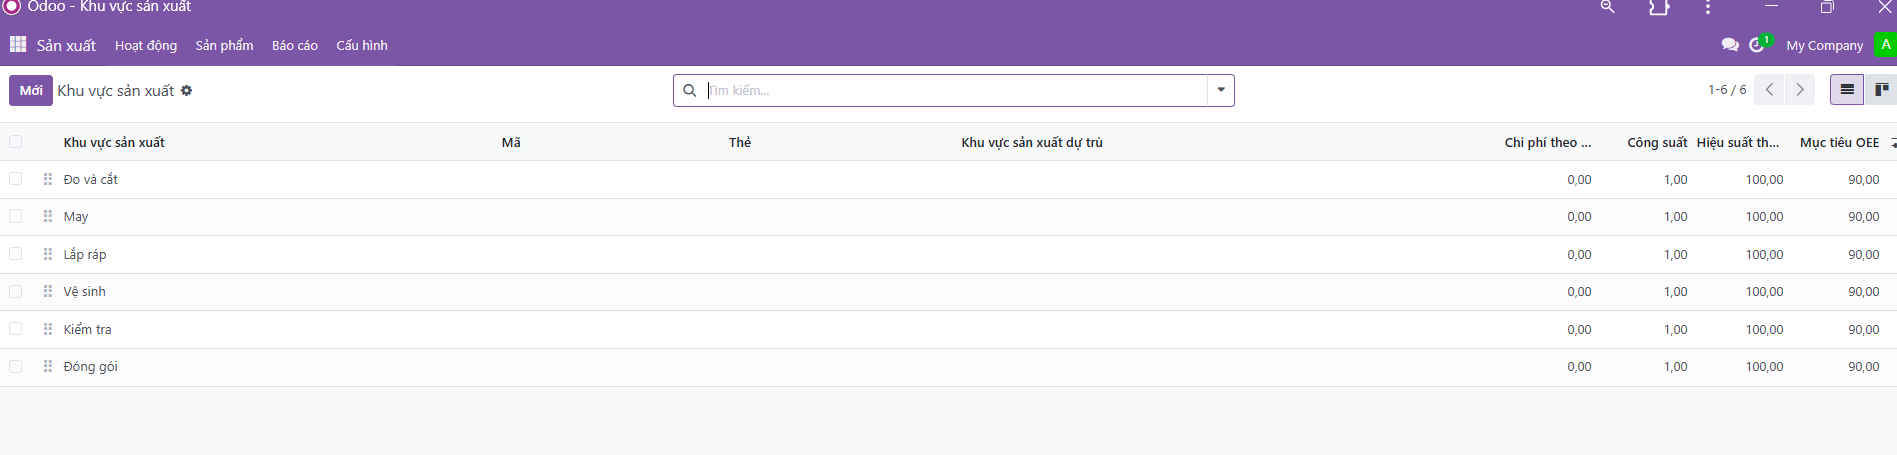 Odoo - Khu vực sản xuất
Sản xuất Hoạt động Sản phẩm Báo cáo Cấu hình 1 My Company A
Mới Khu vực sản xuất Tìm kiếm... 1-6 / 6
Khu vực sản xuất Mã Thẻ Khu vực sản xuất dự trù Chi phí theo ... Công suất Hiệu suất th... Mục tiêu OEE
Đo và cắt 0,00 1,00 100,00 90,00
May 0,00 1,00 100,00 90,00
Lắp ráp 0,00 1,00 100,00 90,00
Vệ sinh 0,00 1,00 100,00 90,00
Kiểm tra 0,00 1,00 100,00 90,00
Đóng gói 0,00 1,00 100,00 90,00